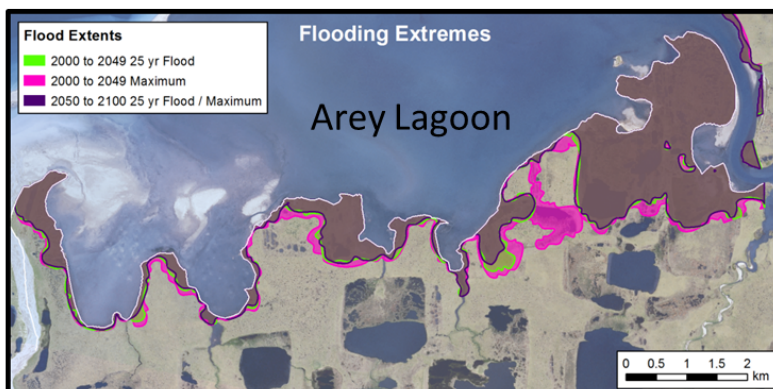 Flooding Extremes
Flood Extents
2000 to 2049 25 yr Flood
2000 to 2049 Maximum
2050 to 2100 25 yr Flood / Maximum
Arey Lagoon
0 0.5 1 1.5 2
km